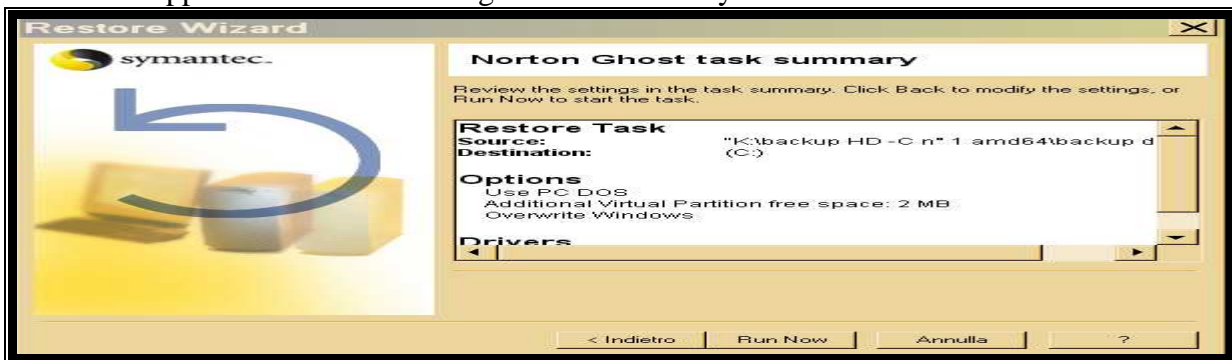 Restore Wizard
symantec.
Norton Ghost task summary
Review the settings in the task summary. Click Back to modify the settings, or
Run Now to start the task.
Restore Task
Source: "K:\backup HD -C n° 1 amd64\backup d
Destination: (C:)
Options
Use PC DOS
Additional Virtual Partition free space: 2 MB
Overwrite Windows
Drivers
< Indietro Run Now Annulla ?